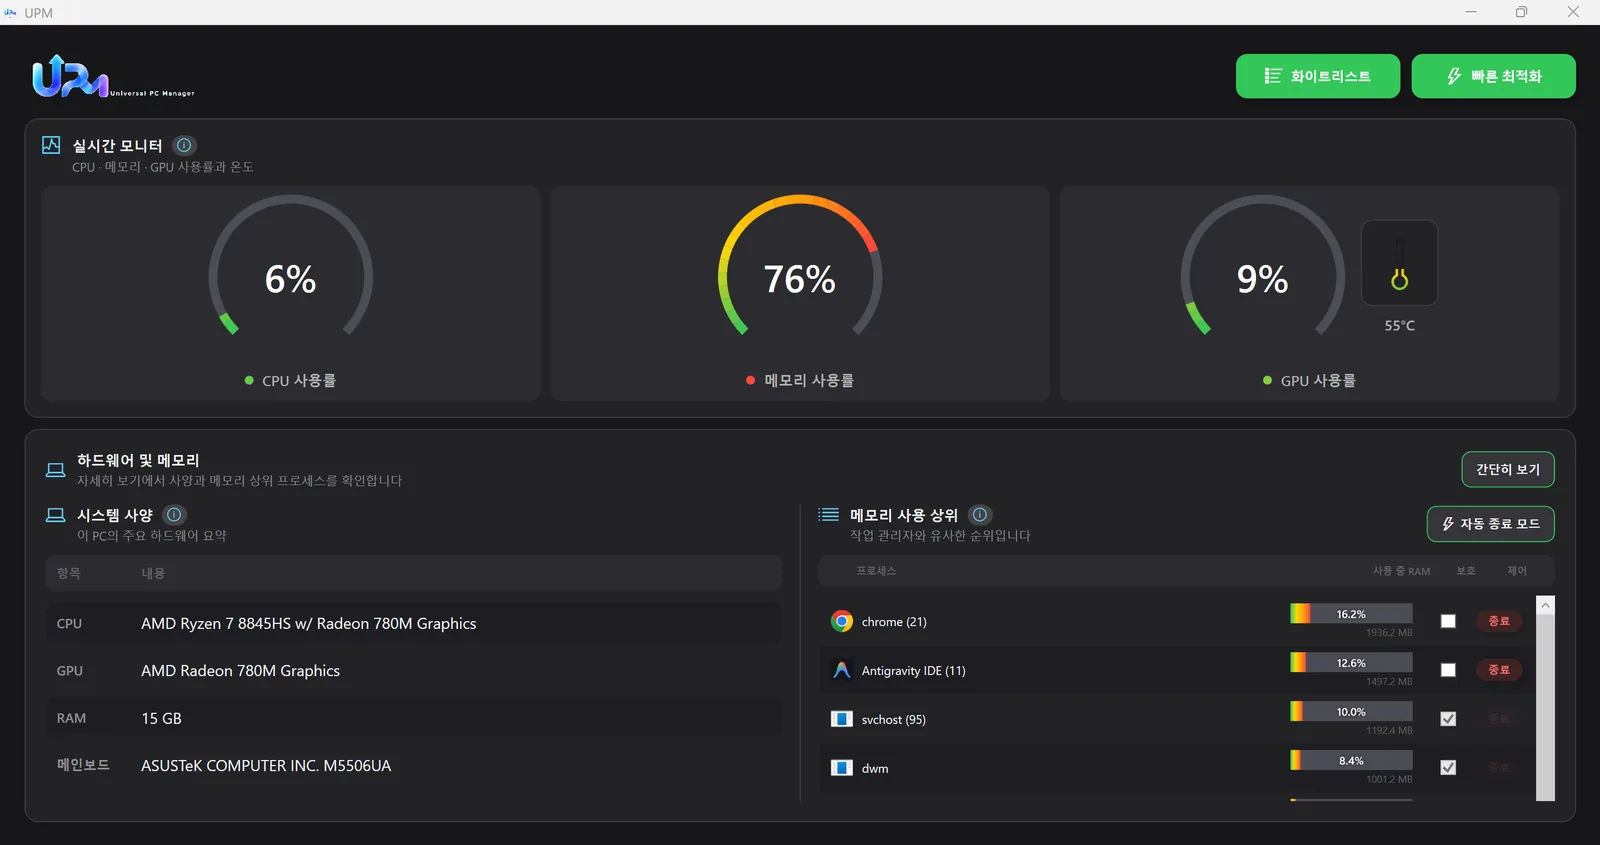 UPM
UPM Universal PC Manager
화이트리스트
빠른 최적화
실시간 모니터
CPU · 메모리 · GPU 사용률과 온도
6%
76%
9%
55°C
CPU 사용률
메모리 사용률
GPU 사용률
하드웨어 및 메모리
자세히 보기에서 사양과 메모리 상위 프로세스를 확인합니다
간단히 보기
시스템 사양
이 PC의 주요 하드웨어 요약
항목 내용
CPU AMD Ryzen 7 8845HS w/ Radeon 780M Graphics
GPU AMD Radeon 780M Graphics
RAM 15 GB
메인보드 ASUSTeK COMPUTER INC. M5506UA
메모리 사용 상위
작업 관리자와 유사한 순위입니다
자동 종료 모드
프로세스 사용 중 RAM 보호 제어
chrome (21) 16.2% 종료
1936.2 MB
Antigravity IDE (11) 12.6% 종료
1497.2 MB
svchost (95) 10.0% 종료
1192.4 MB
dwm 8.4% 종료
1001.2 MB